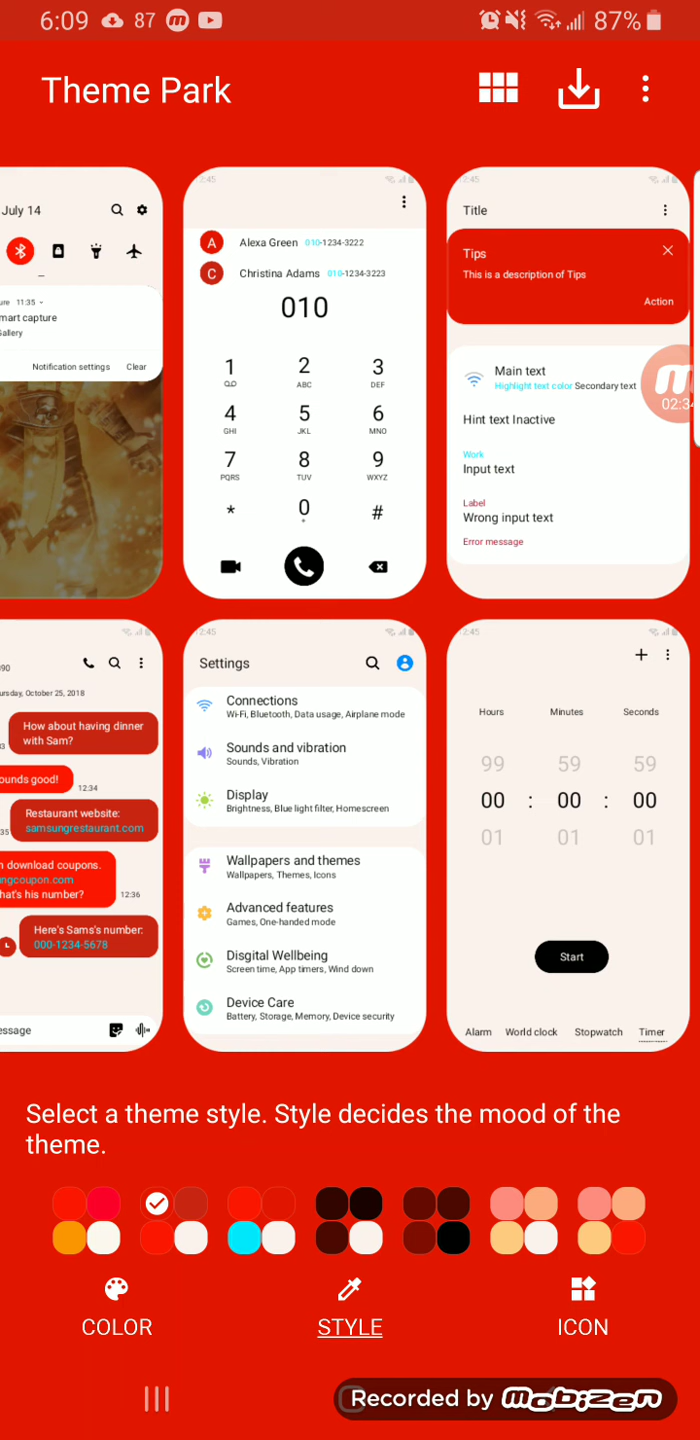 6:09 87 87%
Theme Park
July 14
11:35
mart capture
Gallery
Notification settings Clear
A Alexa Green 010-1234-3222
C Christina Adams 010-1234-3223
010
1 2 3
ABC DEF
4 5 6
GHI JKL MNO
7 8 9
PQRS TUV WXYZ
* 0 #
+
Title
Tips
This is a description of Tips
Action
Main text
Highlight text color Secondary text
Hint text Inactive
Work
Input text
Label
Wrong input text
Error message
02:34
90
ursday, October 25, 2018
How about having dinner
with Sam?
ounds good!
12:34
Restaurant website:
samsungrestaurant.com
n download coupons.
ngcoupon.com
hat's his number?
12:36
Here's Sams's number:
000-1234-5678
essage
12:45
Settings
Connections
Wi-Fi, Bluetooth, Data usage, Airplane mode
Sounds and vibration
Sounds, Vibration
Display
Brightness, Blue light filter, Homescreen
Wallpapers and themes
Wallpapers, Themes, Icons
Advanced features
Games, One-handed mode
Disgital Wellbeing
Screen time, App timers, Wind down
Device Care
Battery, Storage, Memory, Device security
12:45
Hours Minutes Seconds
99 59 59
00 : 00 : 00
01 01 01
Start
Alarm World clock Stopwatch Timer
Select a theme style. Style decides the mood of the
theme.
COLOR STYLE ICON
Recorded by mobizen